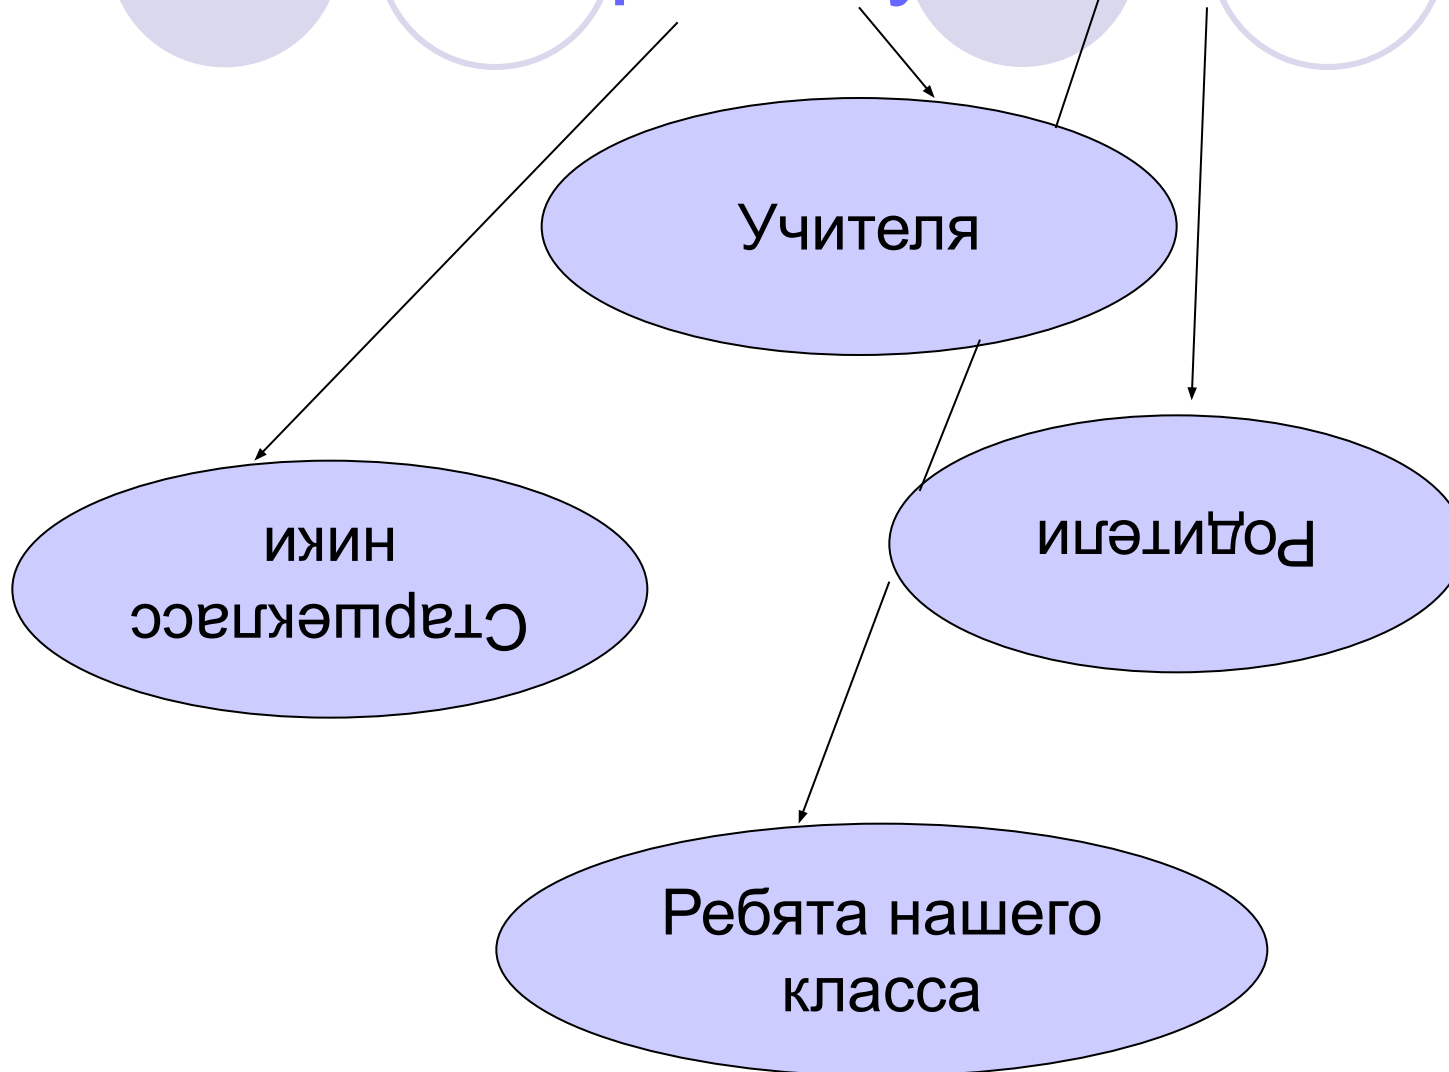 Учителя
Старшекласс
ники
Родители
Ребята нашего
класса